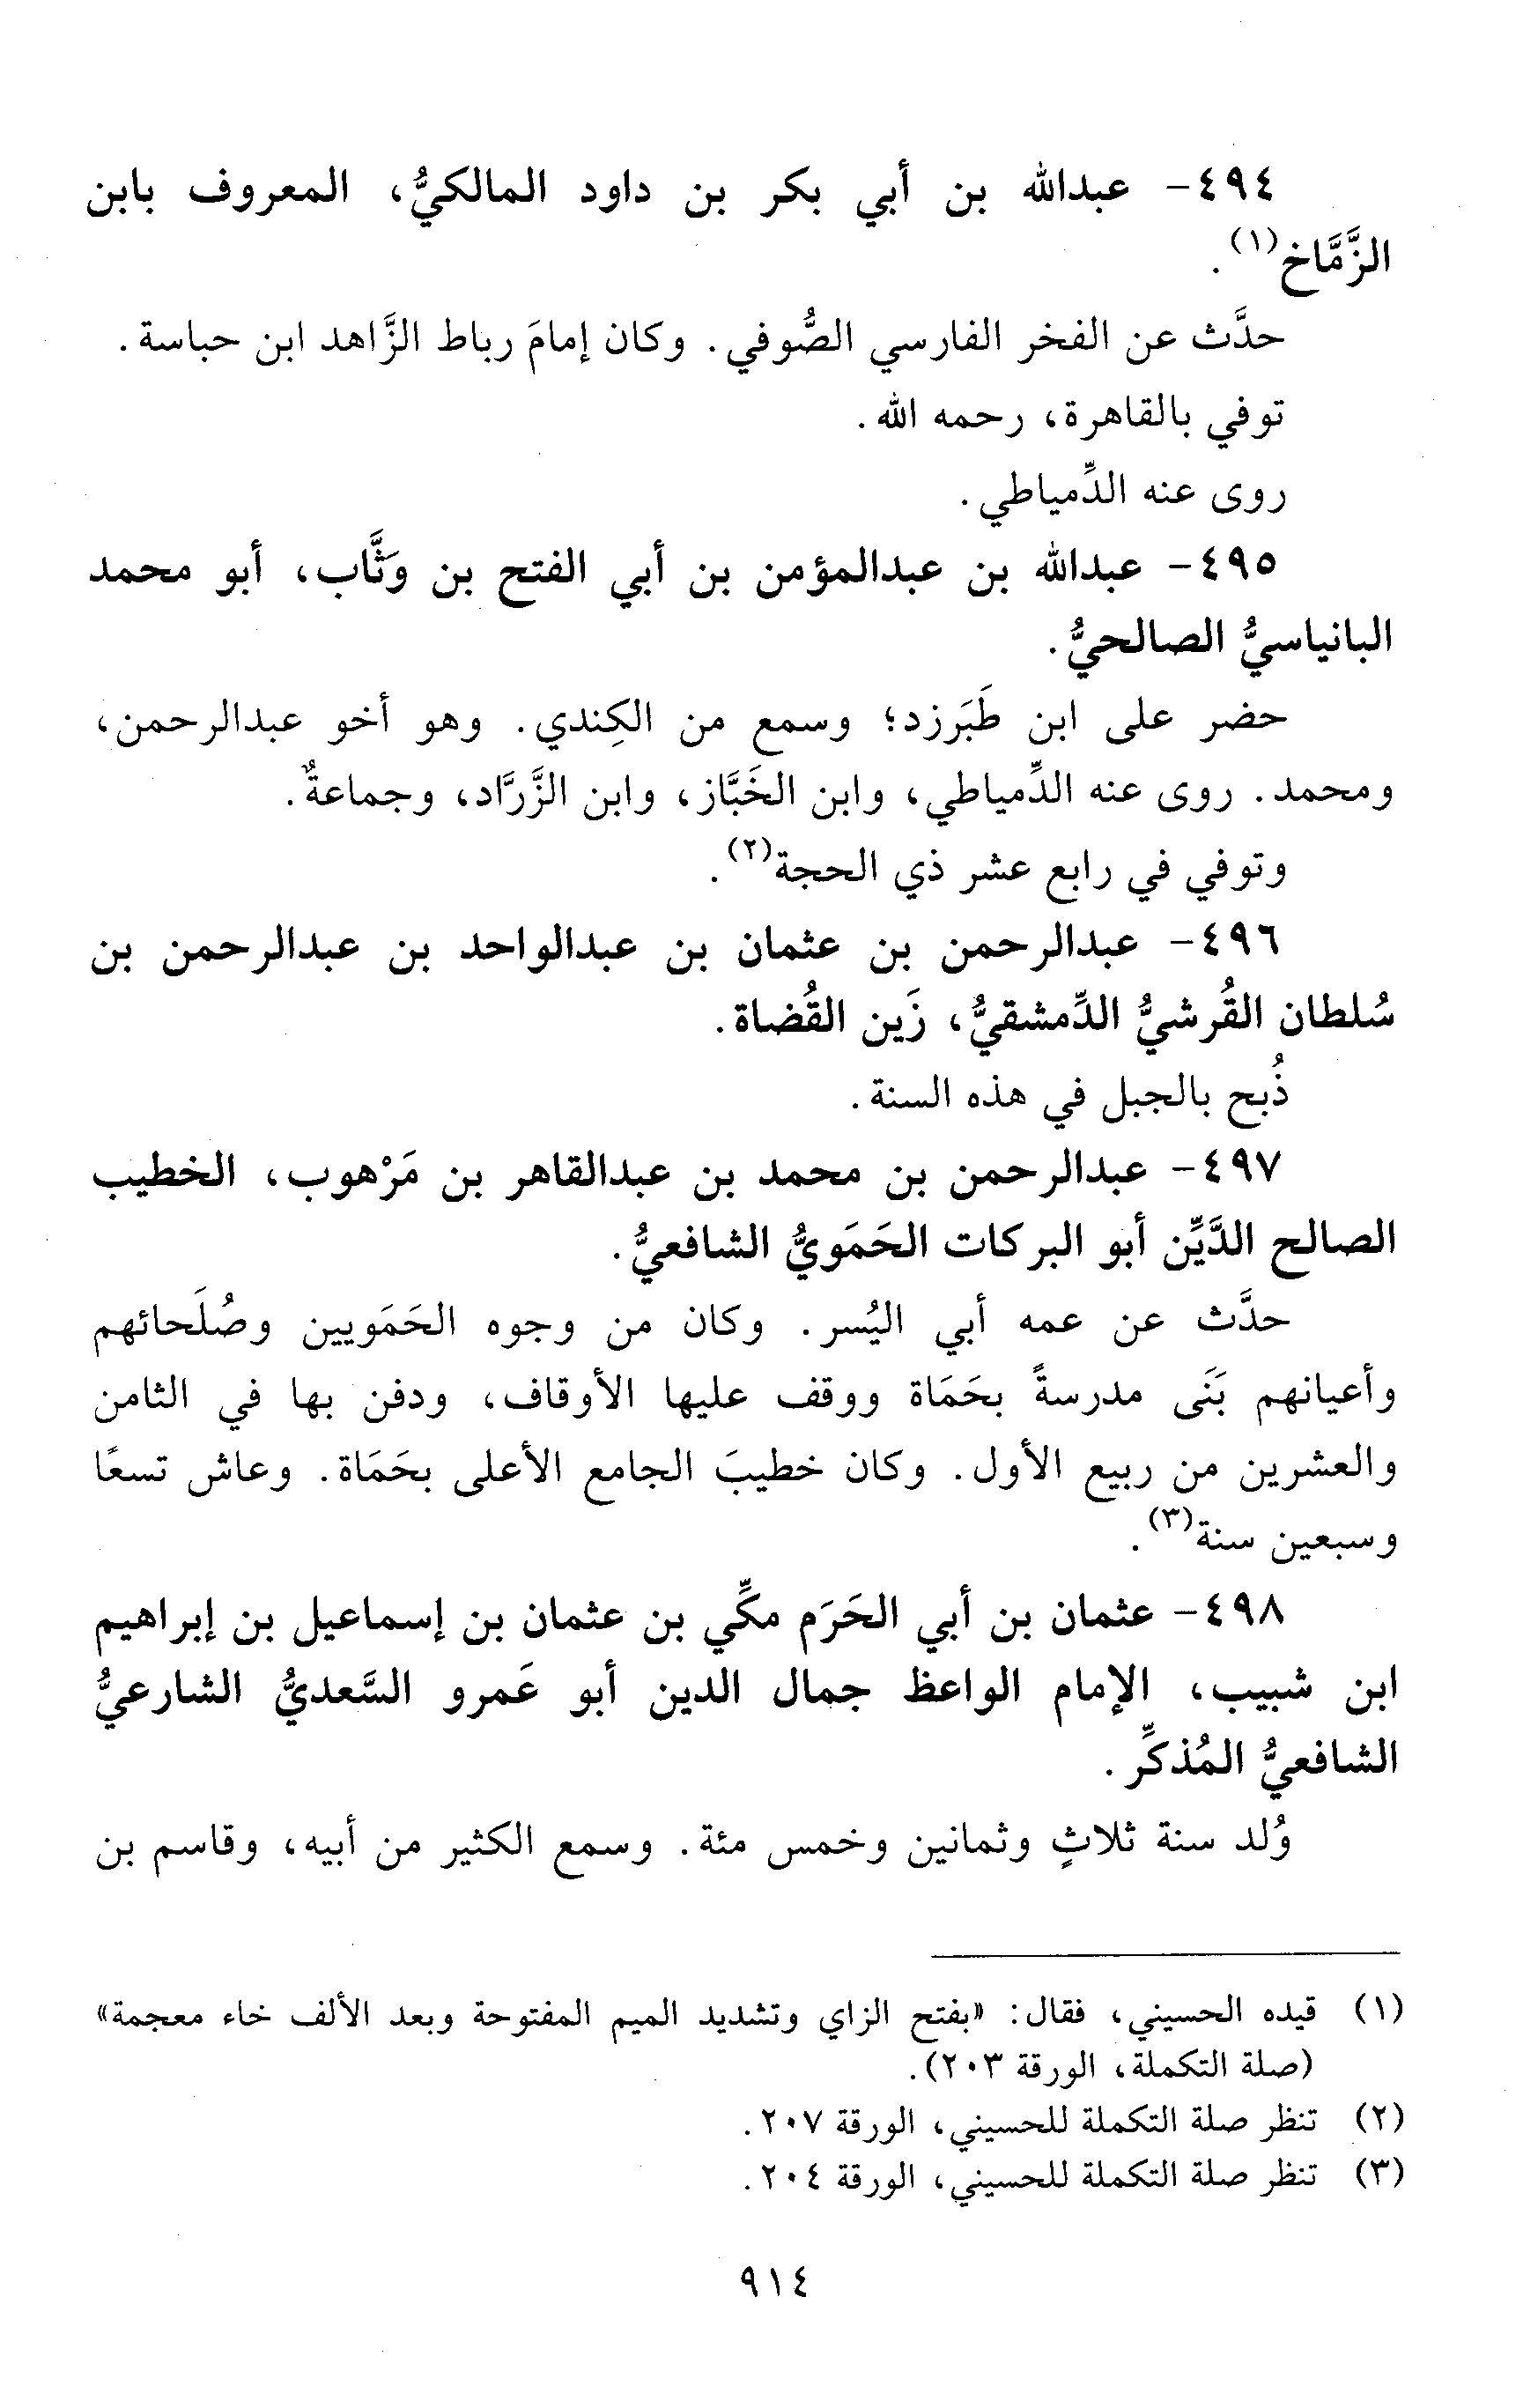 ٤٩٤- عبدالله بن أبي بكر بن داود المالكيُّ، المعروف بابن
الزَّمَّاخ(١).
حدَّث عن الفخر الفارسي الصُّوفي. وكان إمامَ رباط الزَّاهد ابن حباسة.
توفي بالقاهرة، رحمه الله.
روى عنه الدِّمياطي.
٤٩٥- عبدالله بن عبدالمؤمن بن أبي الفتح بن وَثَّاب، أبو محمد
البانياسيُّ الصالحيُّ.
حضر على ابن طَبَرزد؛ وسمع من الكِندي. وهو أخو عبدالرحمن،
ومحمد. روى عنه الدِّمياطي، وابن الخَبَّاز، وابن الزَّرَّاد، وجماعةٌ.
وتوفي في رابع عشر ذي الحجة(٢).
٤٩٦- عبدالرحمن بن عثمان بن عبدالواحد بن عبدالرحمن بن
سُلطان القُرشيُّ الدِّمشقيُّ، زَين القُضاة.
ذُبح بالجبل في هذه السنة.
٤٩٧- عبدالرحمن بن محمد بن عبدالقاهر بن مَرْهوب، الخطيب
الصالح الدَّيِّن أبو البركات الحَمَويُّ الشافعيُّ.
حدَّث عن عمه أبي اليُسر. وكان من وجوه الحَمَويين وصُلَحائهم
وأعيانهم بَنَى مدرسةً بحَمَاة ووقف عليها الأوقاف، ودفن بها في الثامن
والعشرين من ربيع الأول. وكان خطيبَ الجامع الأعلى بحَمَاة. وعاش تسعًا
وسبعين سنة(٣).
٤٩٨- عثمان بن أبي الحَرَم مكِّي بن عثمان بن إسماعيل بن إبراهيم
ابن شبيب، الإمام الواعظ جمال الدين أبو عَمرو السَّعديُّ الشارعيُّ
الشافعيُّ المُذكِّر.
وُلد سنة ثلاثٍ وثمانين وخمس مئة. وسمع الكثير من أبيه، وقاسم بن
(١) قيده الحسيني، فقال: «بفتح الزاي وتشديد الميم المفتوحة وبعد الألف خاء معجمة»
(صلة التكملة، الورقة ٢٠٣).
(٢) تنظر صلة التكملة للحسيني، الورقة ٢٠٧.
(٣) تنظر صلة التكملة للحسيني، الورقة ٢٠٤.
٩١٤